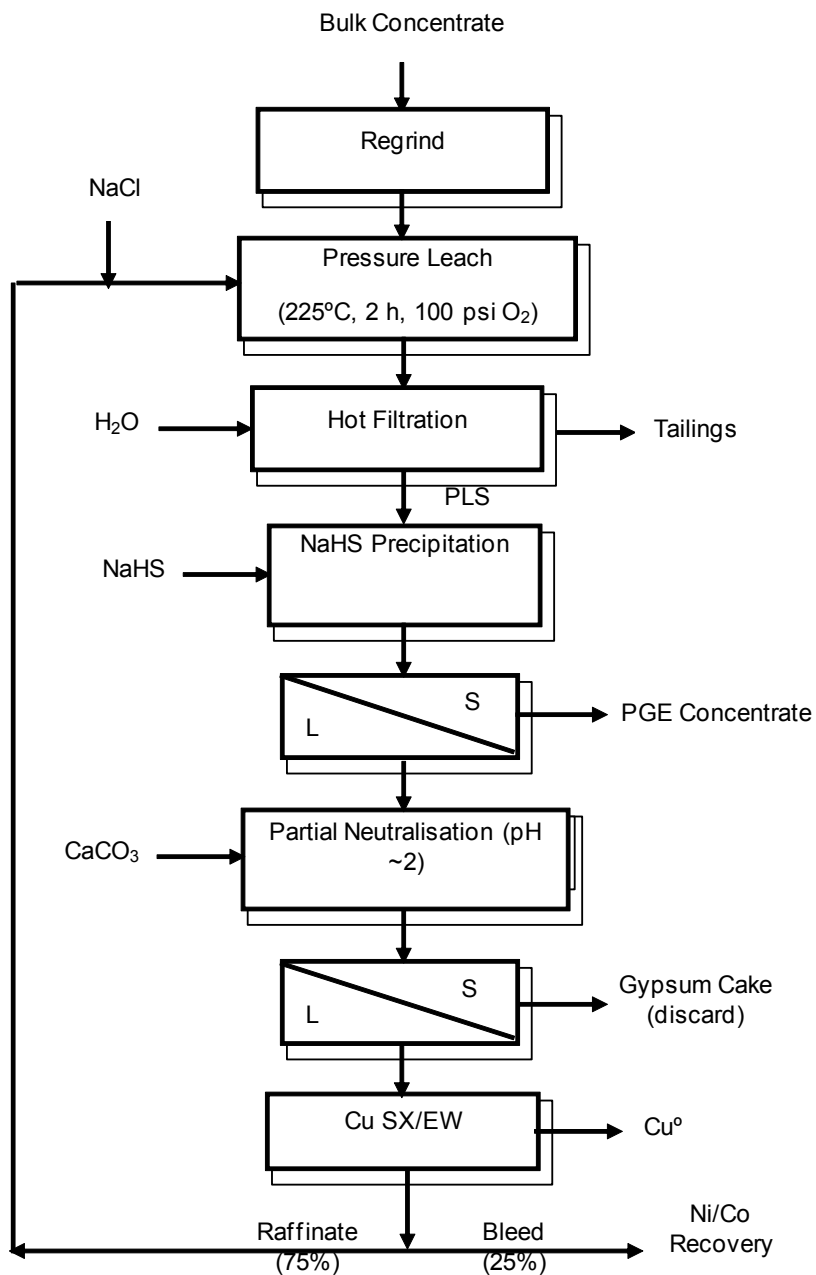 Bulk Concentrate
Regrind
NaCl
Pressure Leach
(225ºC, 2 h, 100 psi O₂)
H₂O
Hot Filtration
Tailings
PLS
NaHS Precipitation
NaHS
S
L
PGE Concentrate
Partial Neutralisation (pH
~2)
CaCO₃
S
L
Gypsum Cake
(discard)
Cu SX/EW
Cuº
Raffinate
(75%)
Bleed
(25%)
Ni/Co
Recovery